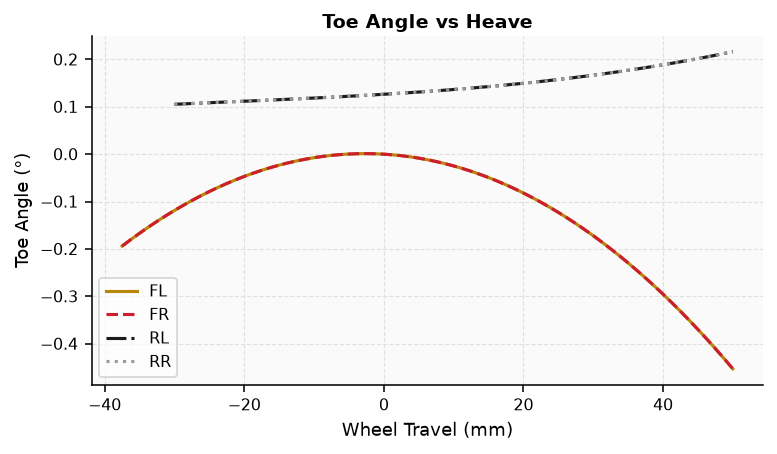 Toe Angle vs Heave
Toe Angle (°)
0.2
0.1
0.0
−0.1
−0.2
−0.3
−0.4
FL
FR
RL
RR
−40
−20
0
20
40
Wheel Travel (mm)